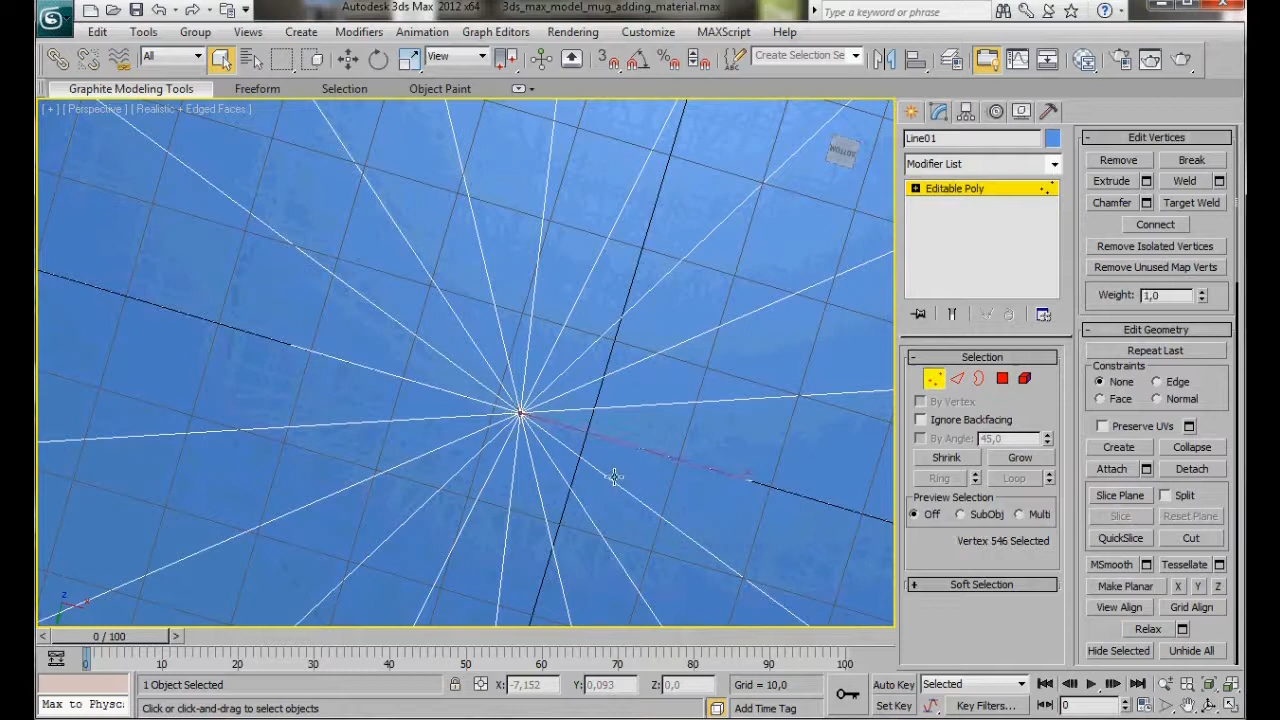 Autodesk 3ds Max 2012 x64 3ds_max_model_mug_adding_material.max Type a keyword or phrase
Edit Tools Group Views Create Modifiers Animation Graph Editors Rendering Customize MAXScript Help
All View 3 Create Selection Se
Graphite Modeling Tools Freeform Selection Object Paint
[ + ] [ Perspective ] [ Realistic + Edged Faces ]
BOTTOM
Line01
Modifier List
Editable Poly
Selection
By Vertex
Ignore Backfacing
By Angle: 45,0
Shrink Grow
Ring Loop
Preview Selection
Off SubObj Multi
Vertex 546 Selected
Soft Selection
Edit Vertices
Remove Break
Extrude Weld
Chamfer Target Weld
Connect
Remove Isolated Vertices
Remove Unused Map Verts
Weight: 1,0
Edit Geometry
Repeat Last
Constraints
None Edge
Face Normal
Preserve UVs
Create Collapse
Attach Detach
Slice Plane Split
Slice Reset Plane
QuickSlice Cut
MSmooth Tessellate
Make Planar X Y Z
View Align Grid Align
Relax
Hide Selected Unhide All
z
0 / 100
0 10 20 30 40 50 60 70 80 90 100
1 Object Selected X: -7,152 Y: 0,093 Z: 0,0 Grid = 10,0 Auto Key Selected
Max to Physc: Click or click-and-drag to select objects Add Time Tag Set Key Key Filters... 0